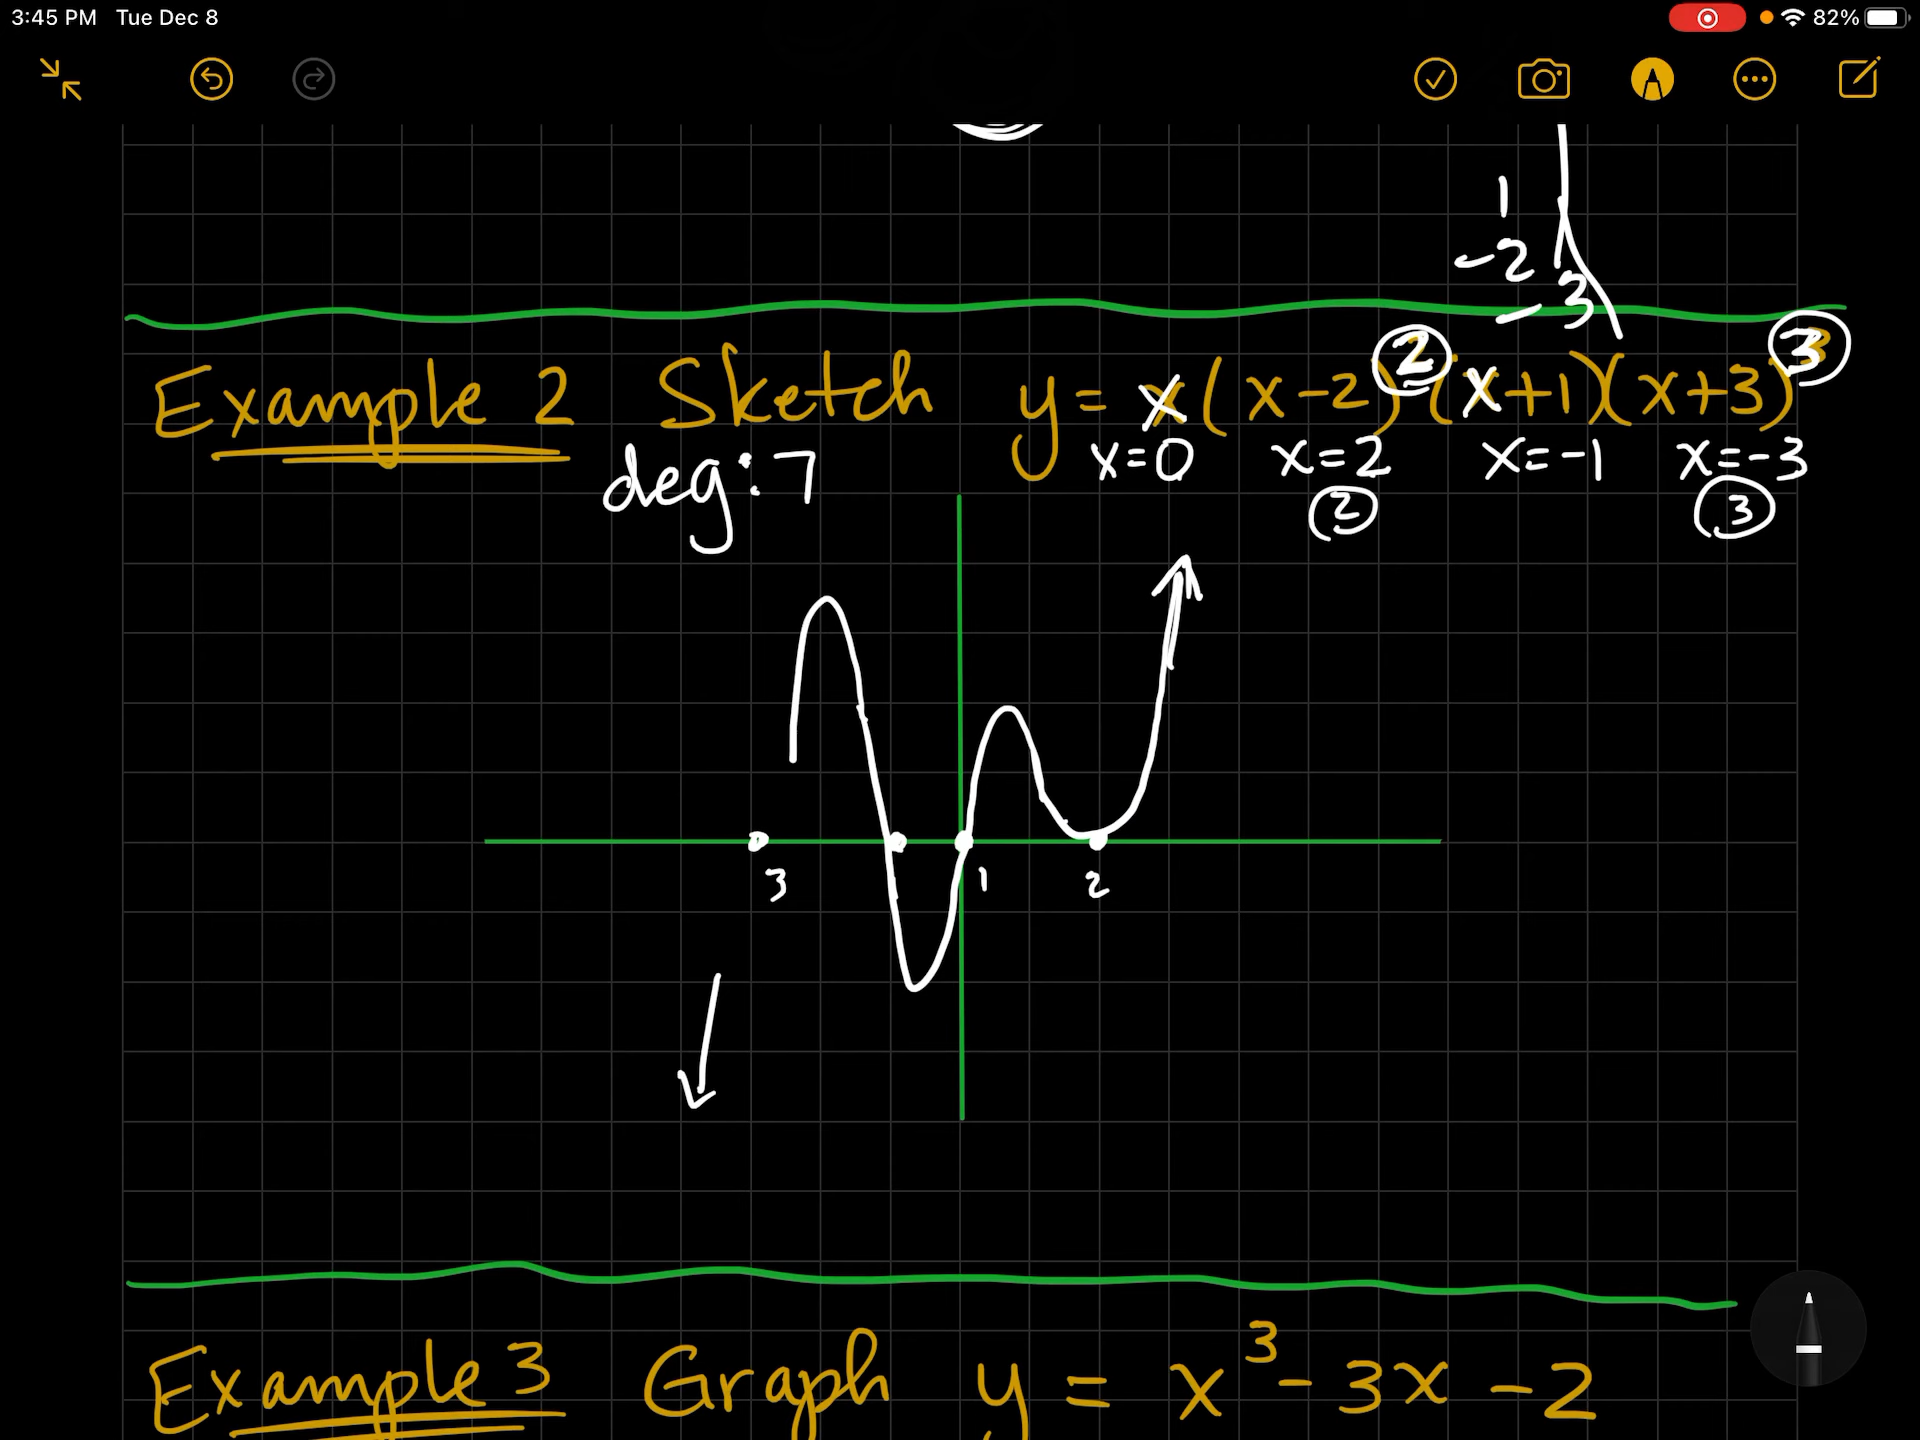 3:45 PM Tue Dec 8 82%
1
-2
-3
Example 2 Sketch y = x(x-2)²(x+1)(x+3)³
deg: 7 x=0 x=2 x=-1 x=-3
2 3
3 1 2
Example 3 Graph y = x³ - 3x - 2